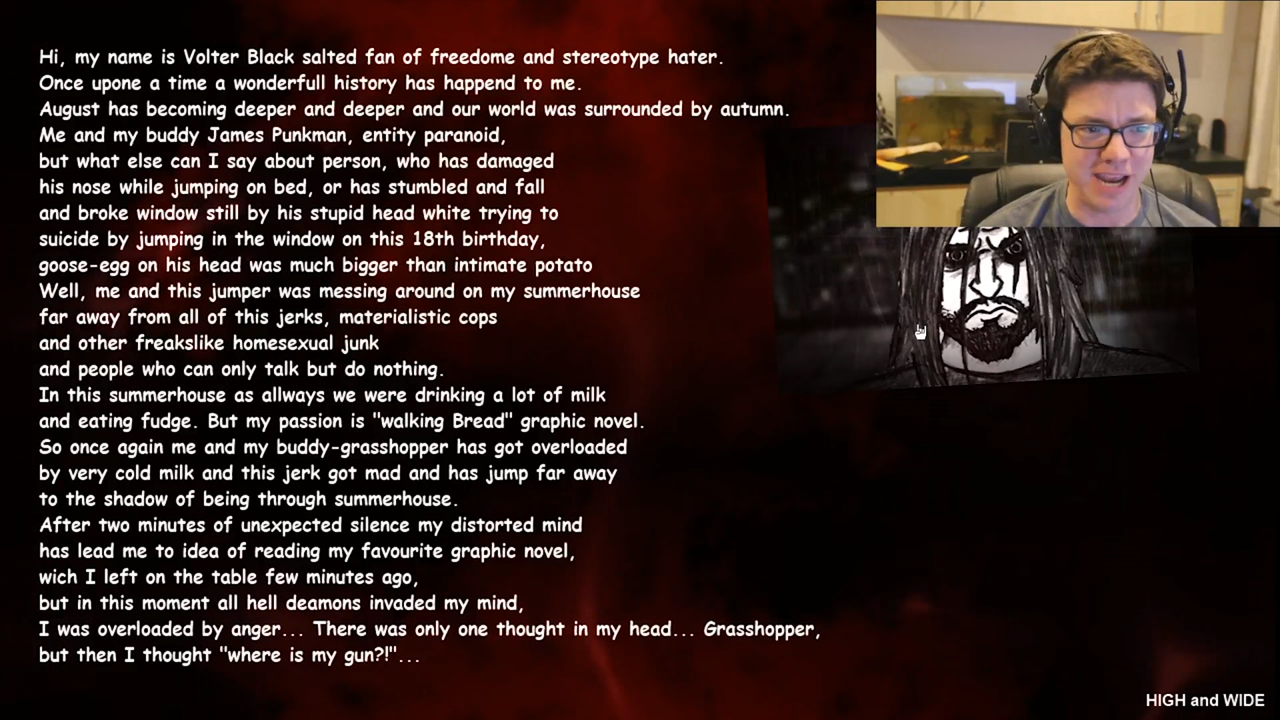 Hi, my name is Volter Black salted fan of freedome and stereotype hater.
Once upon a time a wonderfull history has happend to me.
August has becoming deeper and deeper and our world was surrounded by autumn.
Me and my buddy James Punkman, entity paranoid,
but what else can I say about person, who has damaged
his nose while jumping on bed, or has stumbled and fall
and broke window still by his stupid head white trying to
suicide by jumping in the window on this 18th birthday,
goose-egg on his head was much bigger than intimate potato
Well, me and this jumper was messing around on my summerhouse
far away from all of this jerks, materialistic cops
and other freakslike homesexual junk
and people who can only talk but do nothing.
In this summerhouse as allways we were drinking a lot of milk
and eating fudge. But my passion is "walking Bread" graphic novel.
So once again me and my buddy-grasshopper has got overloaded
by very cold milk and this jerk got mad and has jump far away
to the shadow of being through summerhouse.
After two minutes of unexpected silence my distorted mind
has lead me to idea of reading my favourite graphic novel,
wich I left on the table few minutes ago,
but in this moment all hell deamons invaded my mind,
I was overloaded by anger... There was only one thought in my head... Grasshopper,
but then I thought "where is my gun?!"...
HIGH and WIDE